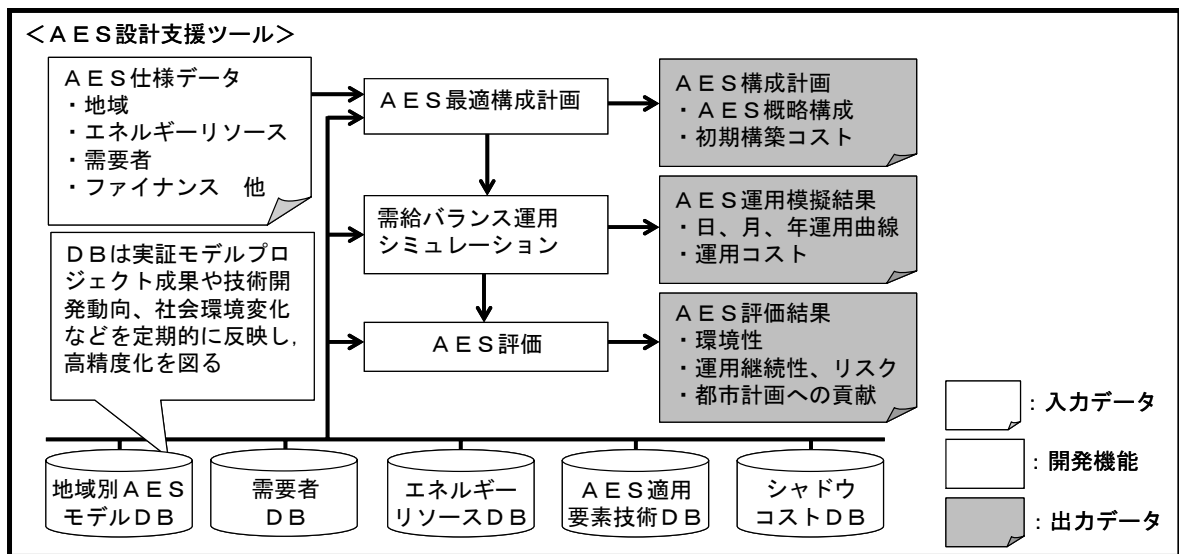 ＜ＡＥＳ設計支援ツール＞
ＡＥＳ仕様データ
・地域
・エネルギーリソース
・需要者
・ファイナンス　他
ＤＢは実証モデルプロ
ジェクト成果や技術開
発動向、社会環境変化
などを定期的に反映し,
高精度化を図る
ＡＥＳ最適構成計画
需給バランス運用
シミュレーション
ＡＥＳ評価
ＡＥＳ構成計画
・ＡＥＳ概略構成
・初期構築コスト
ＡＥＳ運用模擬結果
・日、月、年運用曲線
・運用コスト
ＡＥＳ評価結果
・環境性
・運用継続性、リスク
・都市計画への貢献
：入力データ
：開発機能
：出力データ
地域別ＡＥＳ
モデルＤＢ
需要者
ＤＢ
エネルギー
リソースＤＢ
ＡＥＳ適用
要素技術ＤＢ
シャドウ
コストＤＢ